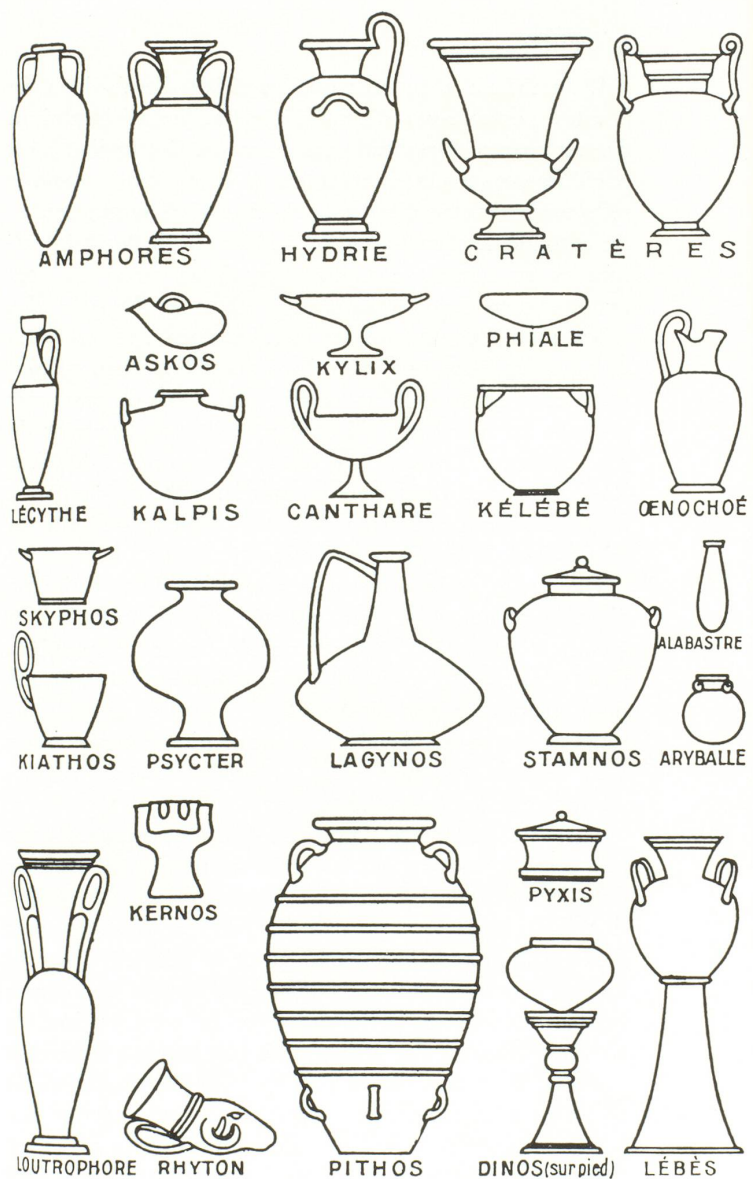 AMPHORES
HYDRIE
CRATÈRES
ASKOS
KYLIX
PHIALE
LÉCYTHE
KALPIS
CANTHARE
KÉLÉBÉ
ŒNOCHOÉ
SKYPHOS
ALABASTRE
KIATHOS
PSYCTER
LAGYNOS
STAMNOS
ARYBALLE
KERNOS
PYXIS
LOUTROPHORE
RHYTON
PITHOS
DINOS (sur pied)
LÉBÈS